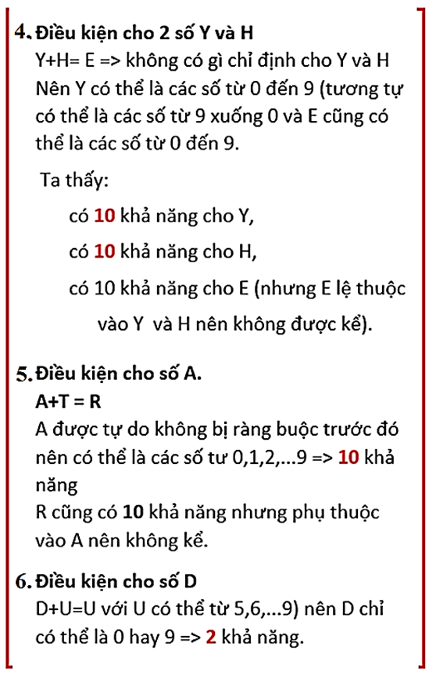 4. Điều kiện cho 2 số Y và H
Y+H= E => không có gì chỉ định cho Y và H
Nên Y có thể là các số từ 0 đến 9 (tương tự
có thể là các số từ 9 xuống 0 và E cũng có
thể là các số từ 0 đến 9.
Ta thấy:
có 10 khả năng cho Y,
có 10 khả năng cho H,
có 10 khả năng cho E (nhưng E lệ thuộc
vào Y và H nên không được kể).
5. Điều kiện cho số A.
A+T = R
A được tự do không bị ràng buộc trước đó
nên có thể là các số tư 0,1,2,...9 => 10 khả
năng
R cũng có 10 khả năng nhưng phụ thuộc
vào A nên không kể.
6. Điều kiện cho số D
D+U=U với U có thể từ 5,6,...9) nên D chỉ
có thể là 0 hay 9 => 2 khả năng.